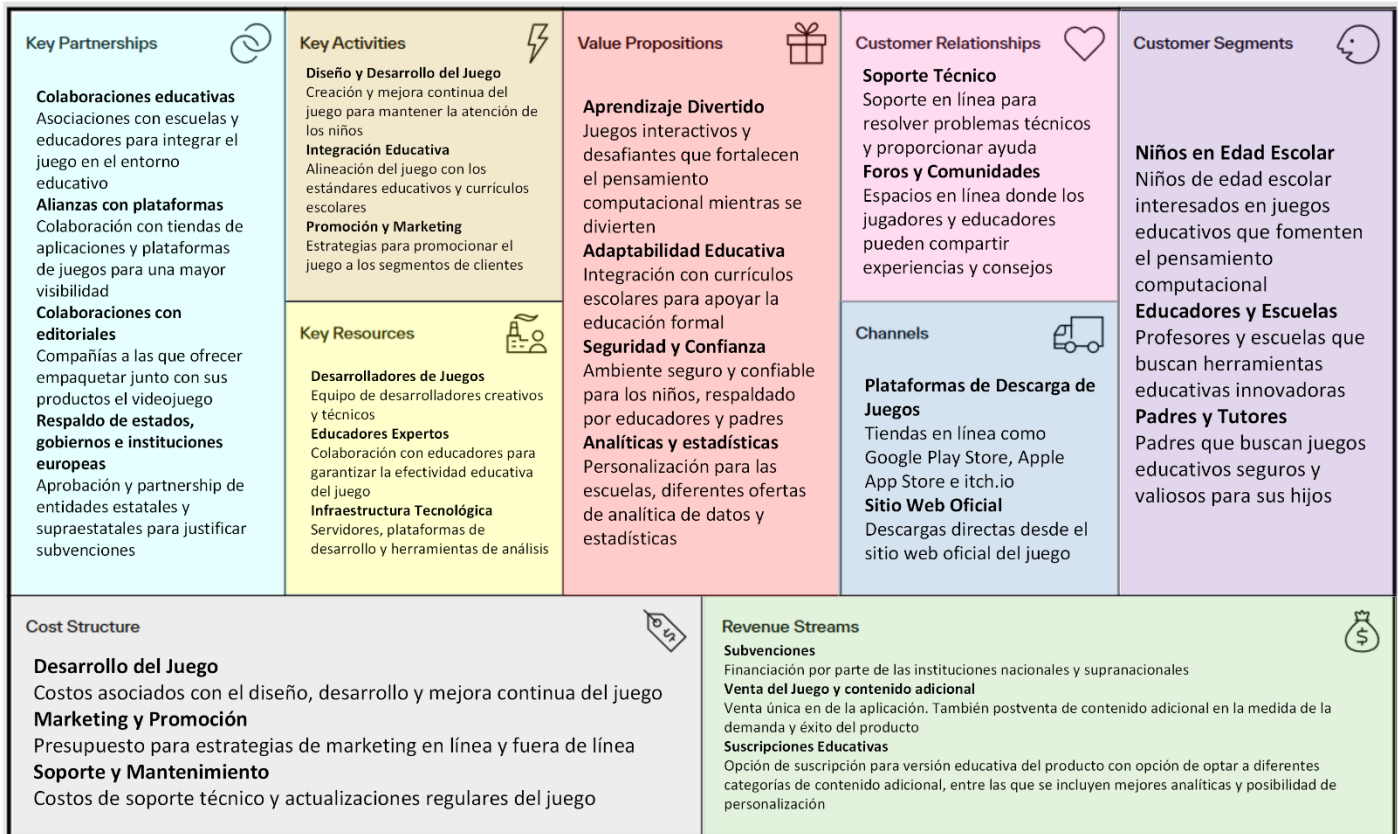 Key Partnerships
Colaboraciones educativas
Asociaciones con escuelas y
educadores para integrar el
juego en el entorno
educativo
Alianzas con plataformas
Colaboración con tiendas de
aplicaciones y plataformas
de juegos para una mayor
visibilidad
Colaboraciones con
editoriales
Compañías a las que ofrecer
empaquetar junto con sus
productos el videojuego
Respaldo de estados,
gobiernos e instituciones
europeas
Aprobación y partnership de
entidades estatales y
supraestatales para justificar
subvenciones
Key Activities
Diseño y Desarrollo del Juego
Creación y mejora continua del
juego para mantener la atención de
los niños
Integración Educativa
Alineación del juego con los
estándares educativos y currículos
escolares
Promoción y Marketing
Estrategias para promocionar el
juego a los segmentos de clientes
Key Resources
Desarrolladores de Juegos
Equipo de desarrolladores creativos
y técnicos
Educadores Expertos
Colaboración con educadores para
garantizar la efectividad educativa
del juego
Infraestructura Tecnológica
Servidores, plataformas de
desarrollo y herramientas de análisis
Value Propositions
Aprendizaje Divertido
Juegos interactivos y
desafiantes que fortalecen
el pensamiento
computacional mientras se
divierten
Adaptabilidad Educativa
Integración con currículos
escolares para apoyar la
educación formal
Seguridad y Confianza
Ambiente seguro y confiable
para los niños, respaldado
por educadores y padres
Analíticas y estadísticas
Personalización para las
escuelas, diferentes ofertas
de analítica de datos y
estadísticas
Customer Relationships
Soporte Técnico
Soporte en línea para
resolver problemas técnicos
y proporcionar ayuda
Foros y Comunidades
Espacios en línea donde los
jugadores y educadores
pueden compartir
experiencias y consejos
Channels
Plataformas de Descarga de
Juegos
Tiendas en línea como
Google Play Store, Apple
App Store e itch.io
Sitio Web Oficial
Descargas directas desde el
sitio web oficial del juego
Customer Segments
Niños en Edad Escolar
Niños de edad escolar
interesados en juegos
educativos que fomenten
el pensamiento
computacional
Educadores y Escuelas
Profesores y escuelas que
buscan herramientas
educativas innovadoras
Padres y Tutores
Padres que buscan juegos
educativos seguros y
valiosos para sus hijos
Cost Structure
$
Desarrollo del Juego
Costos asociados con el diseño, desarrollo y mejora continua del juego
Marketing y Promoción
Presupuesto para estrategias de marketing en línea y fuera de línea
Soporte y Mantenimiento
Costos de soporte técnico y actualizaciones regulares del juego
Revenue Streams
$
Subvenciones
Financiación por parte de las instituciones nacionales y supranacionales
Venta del Juego y contenido adicional
Venta única en de la aplicación. También postventa de contenido adicional en la medida de la
demanda y éxito del producto
Suscripciones Educativas
Opción de suscripción para versión educativa del producto con opción de optar a diferentes
categorías de contenido adicional, entre las que se incluyen mejores analíticas y posibilidad de
personalización